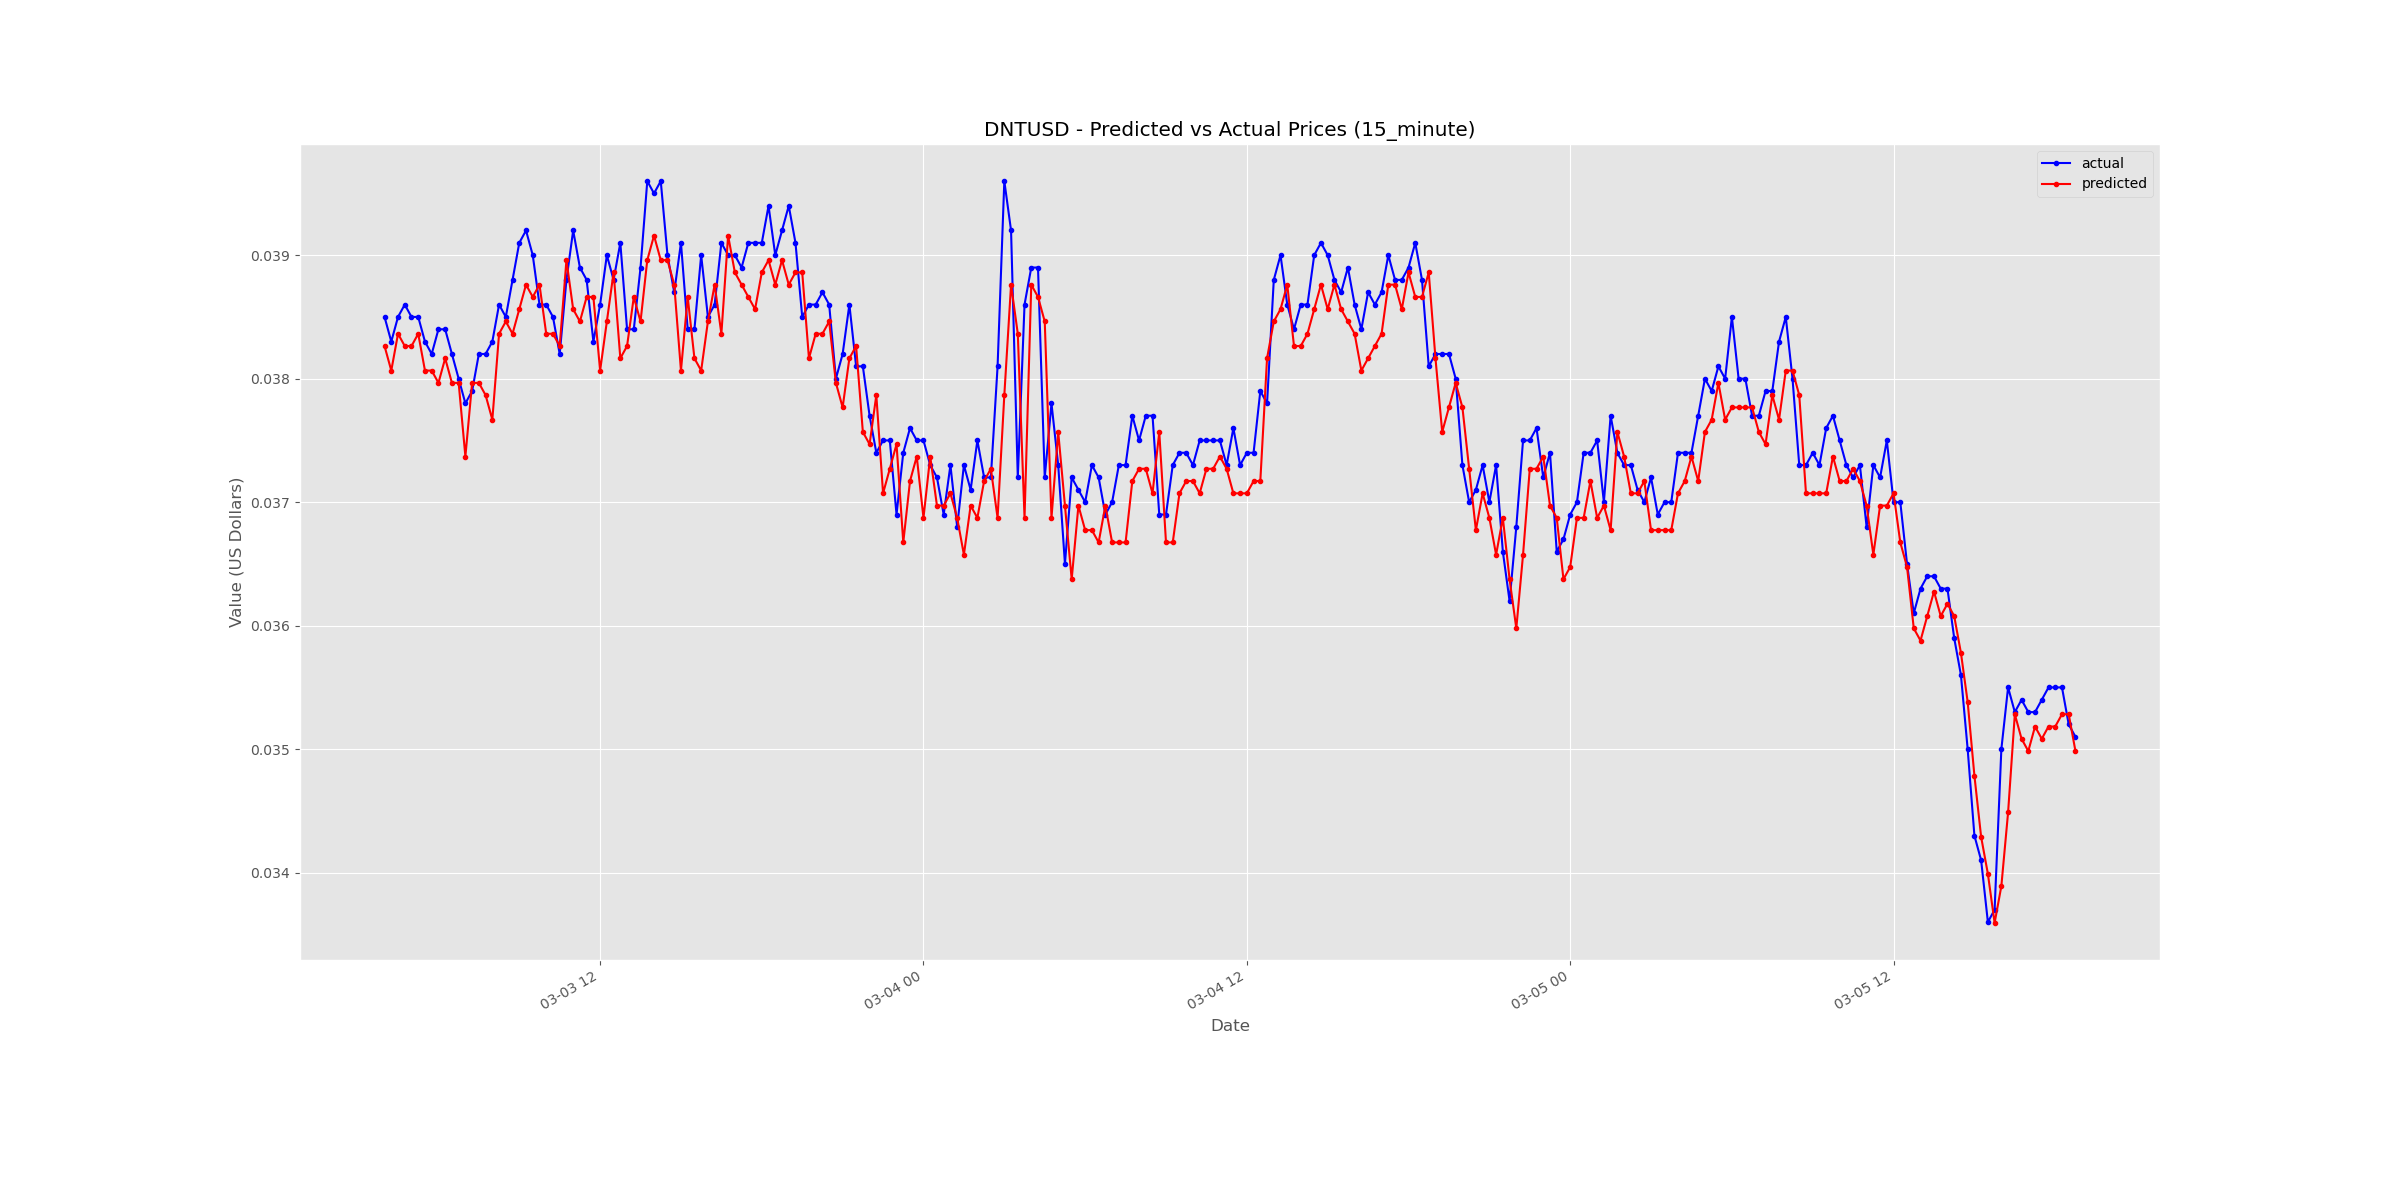 DNTUSD - Predicted vs Actual Prices (15_minute)
actual
predicted
0.039
0.038
0.037
0.036
0.035
0.034
Value (US Dollars)
03-03 12
03-04 00
03-04 12
03-05 00
03-05 12
Date